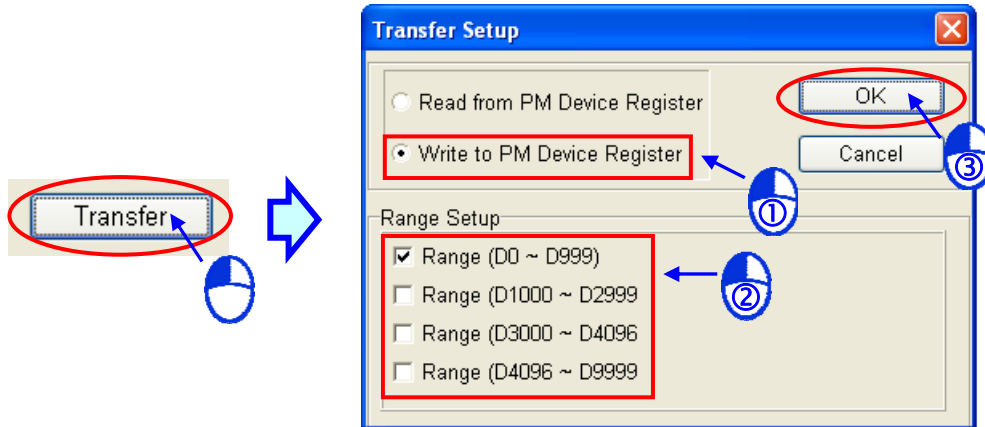 Transfer
Transfer Setup
Read from PM Device Register
Write to PM Device Register
OK
Cancel
①
③
Range Setup
Range (D0 ~ D999)
Range (D1000 ~ D2999
Range (D3000 ~ D4096
Range (D4096 ~ D9999
②